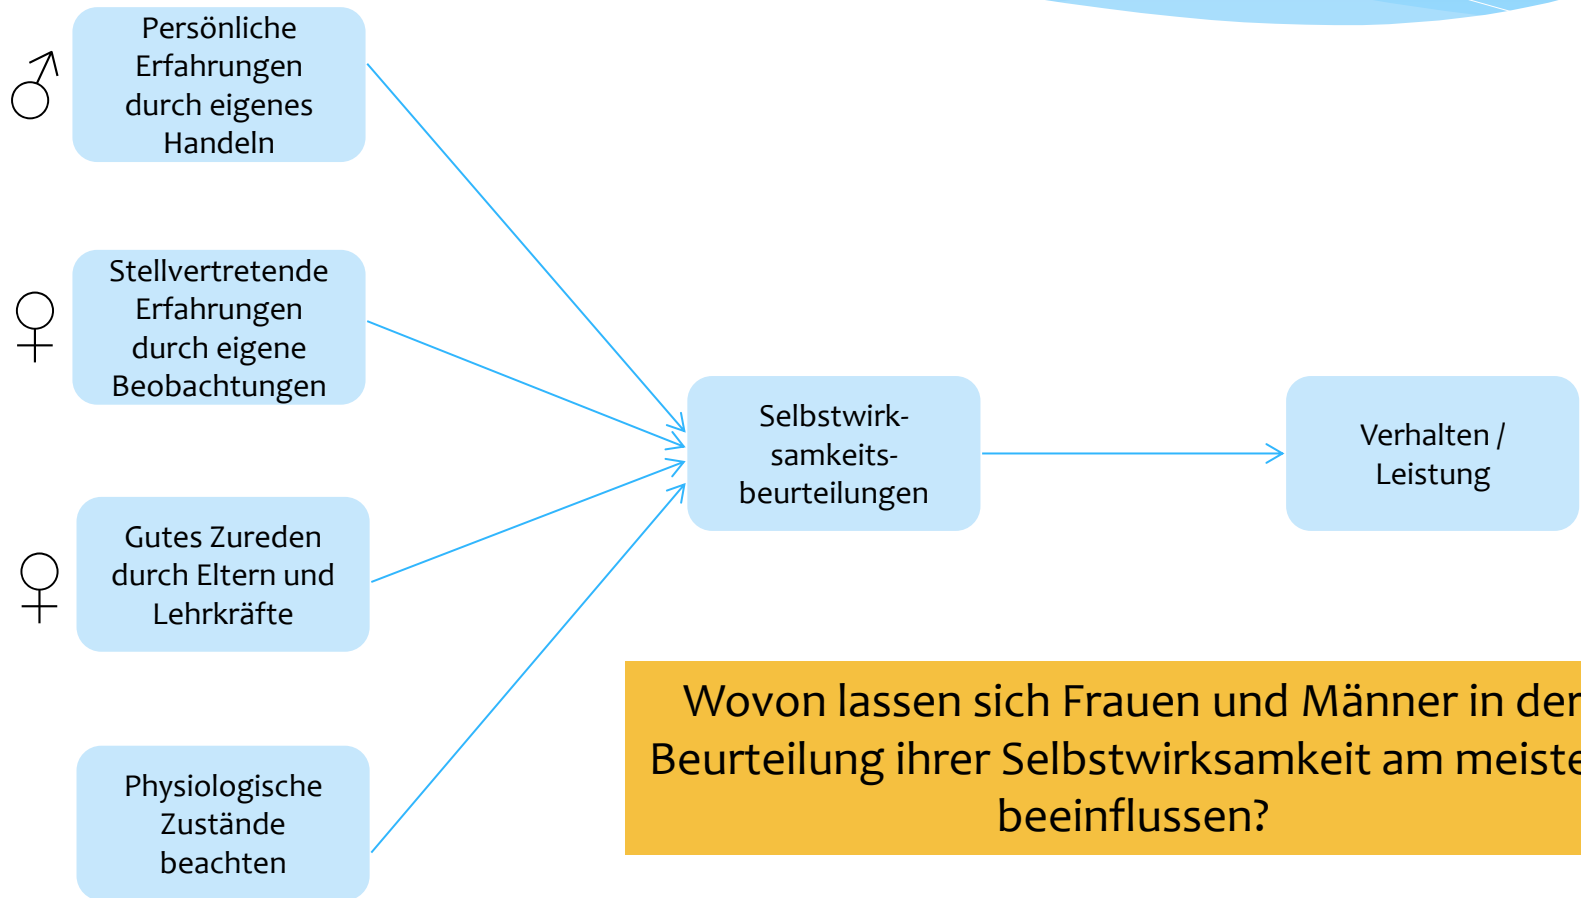 Persönliche
Erfahrungen
durch eigenes
Handeln
Stellvertretende
Erfahrungen
durch eigene
Beobachtungen
Gutes Zureden
durch Eltern und
Lehrkräfte
Physiologische
Zustände
beachten
Selbstwirk-
samkeits-
beurteilungen
Verhalten /
Leistung
Wovon lassen sich Frauen und Männer in der
Beurteilung ihrer Selbstwirksamkeit am meiste
beeinflussen?